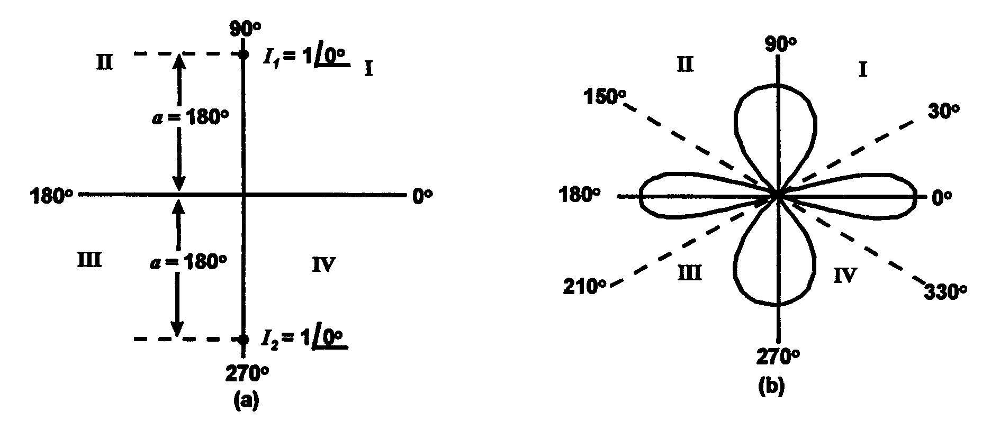 90°
II
I₁ = 1/0°
I
a = 180°
180°
0°
III
a = 180°
IV
I₂ = 1/0°
270°
(a)
90°
II
I
150°
30°
180°
0°
210°
III
IV
330°
270°
(b)